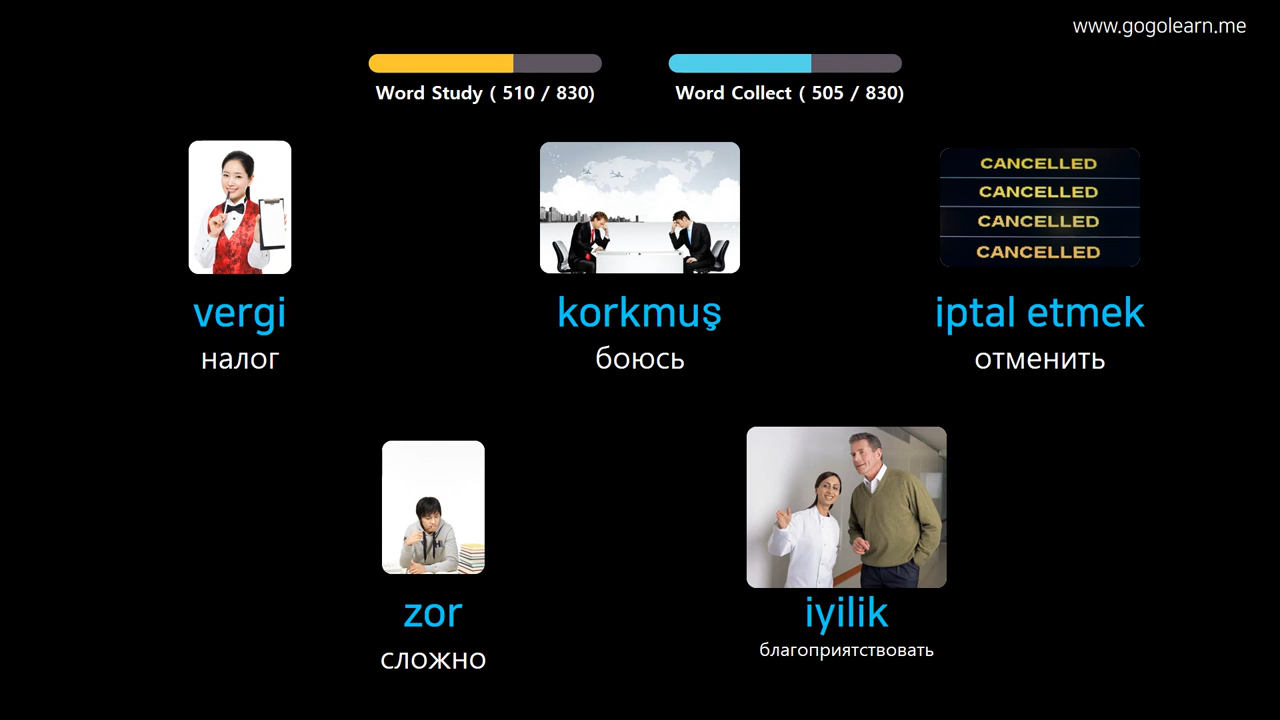 www.gogolearn.me
Word Study ( 510 / 830)
Word Collect ( 505 / 830)
CANCELLED
CANCELLED
CANCELLED
CANCELLED
vergi
налог
korkmuş
боюсь
iptal etmek
отменить
zor
сложно
iyilik
благоприятствовать